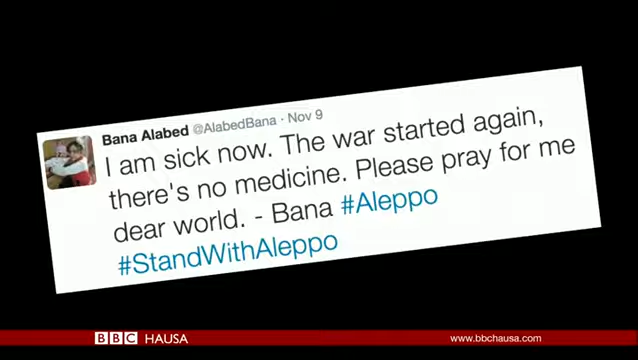 Bana Alabed @AlabedBana · Nov 9
I am sick now. The war started again,
there's no medicine. Please pray for me
dear world. - Bana #Aleppo
#StandWithAleppo
BBC HAUSA
www.bbchausa.com